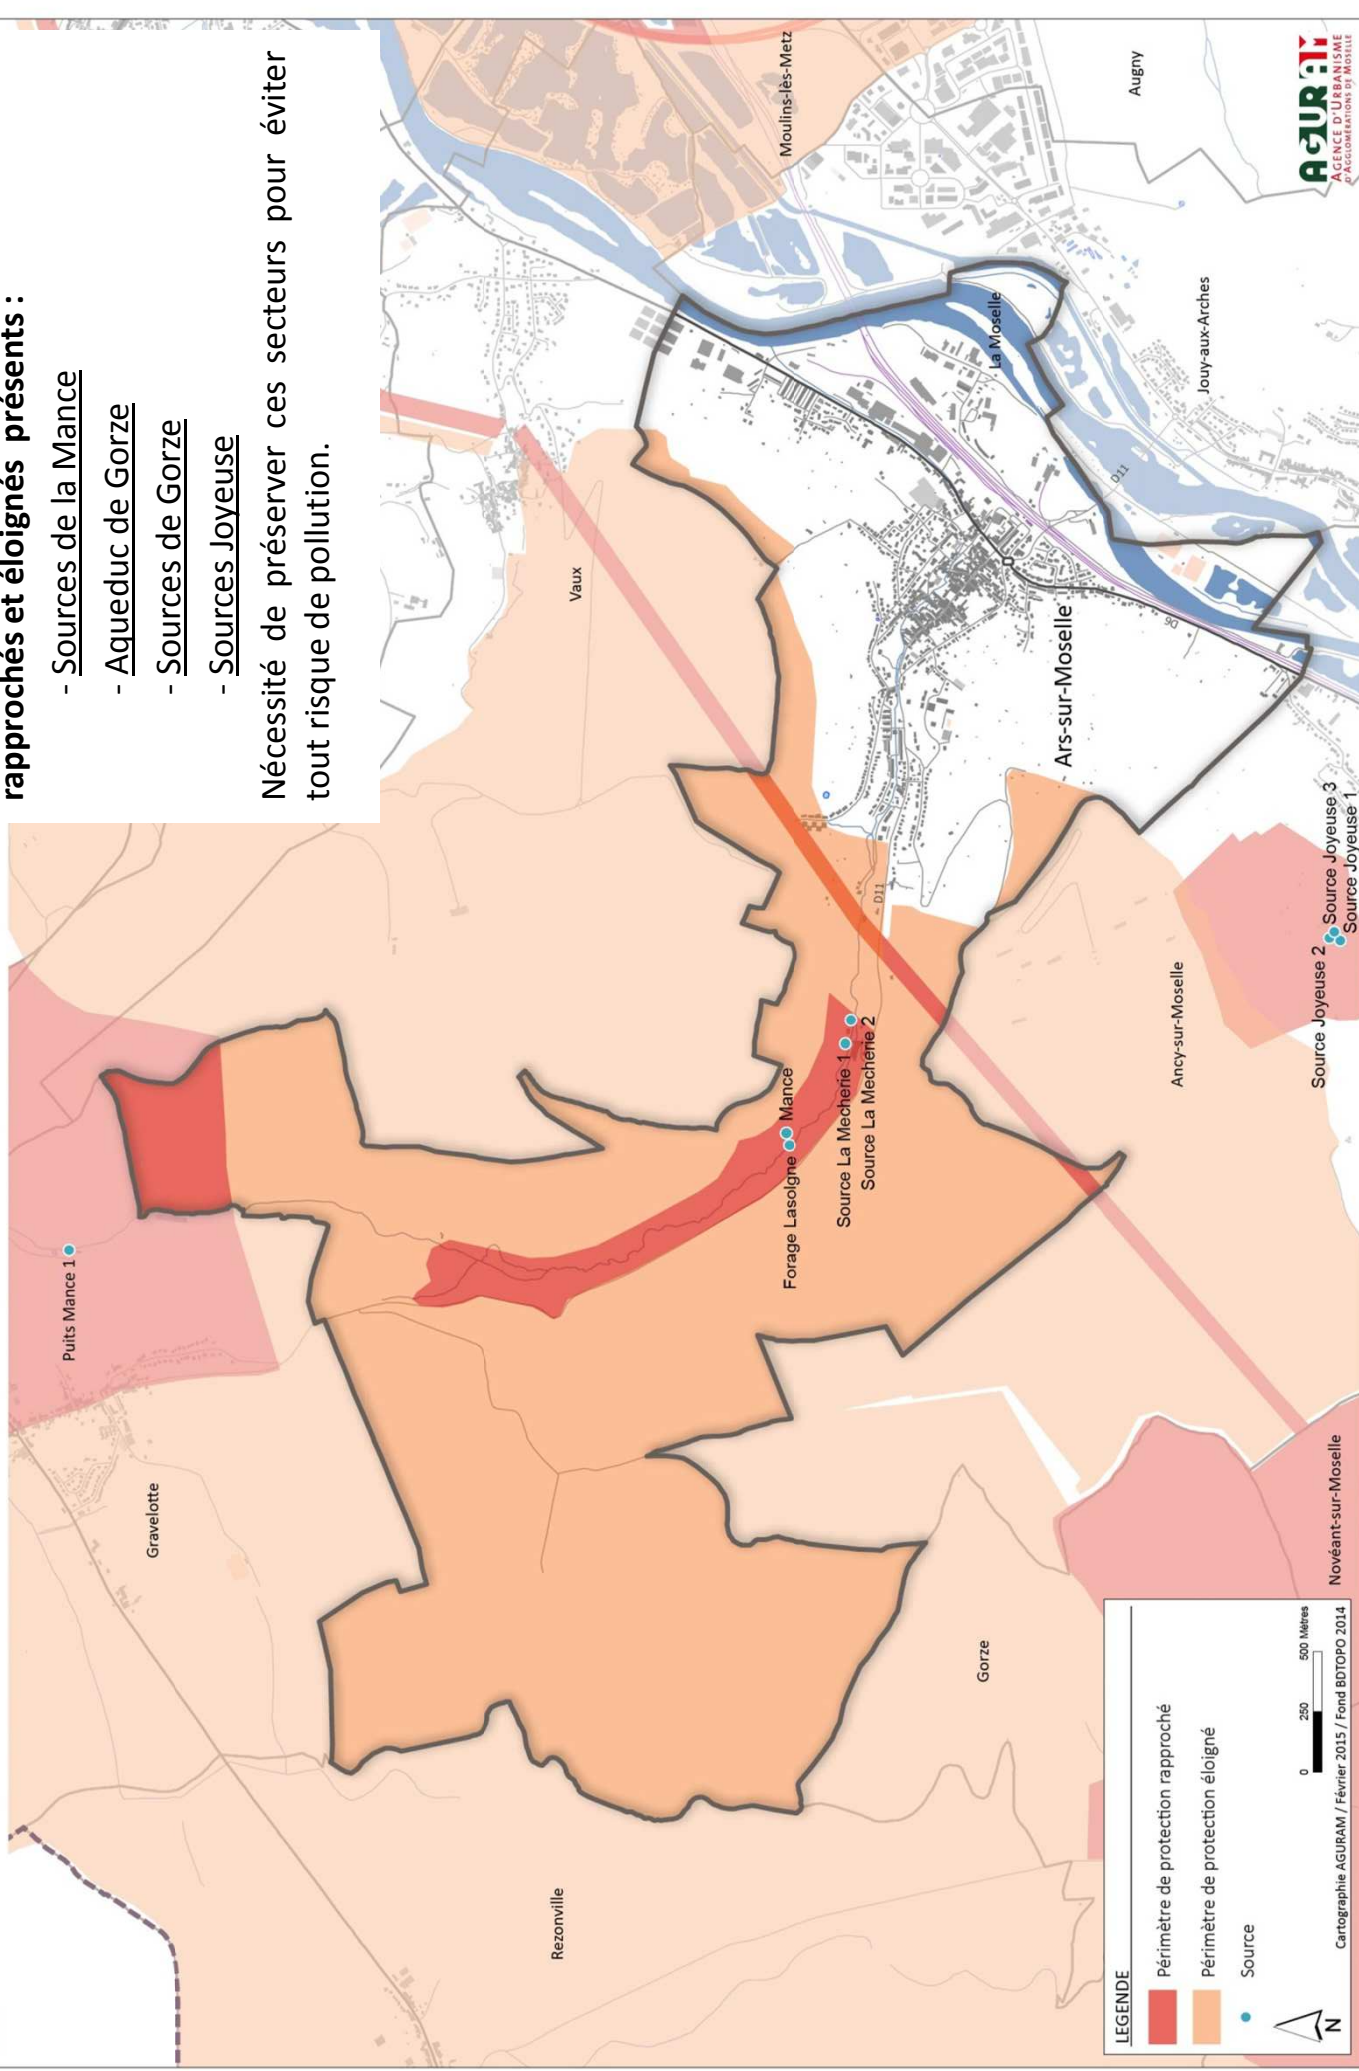 rapprochés et éloignés présents :
- Sources de la Mance
- Aqueduc de Gorze
- Sources de Gorze
- Sources Joyeuse
Nécessité de préserver ces secteurs pour éviter
tout risque de pollution.
Puits Mance 1
Gravelotte
Rezonville
Vaux
Moulins-lès-Metz
Augny
La Moselle
Jouy-aux-Arches
D11
D6
Ars-sur-Moselle
D11
Forage Lasolgne
Mance
Source La Mecherie 1
Source La Mecherie 2
Ancy-sur-Moselle
Source Joyeuse 2
Source Joyeuse 3
Source Joyeuse 1
Gorze
Novéant-sur-Moselle
LEGENDE
Périmètre de protection rapproché
Périmètre de protection éloigné
Source
N
0 250 500 Mètres
Cartographie AGURAM / Février 2015 / Fond BDTOPO 2014
AGURAM
AGENCE D'URBANISME
D'AGGLOMÉRATIONS DE MOSELLE